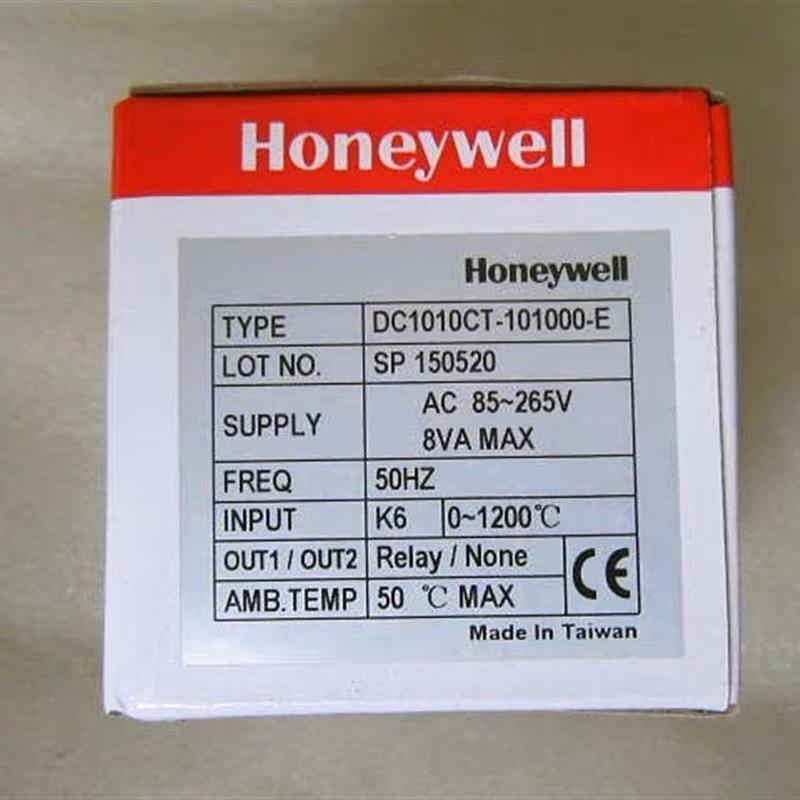 Honeywell
Honeywell
TYPE DC1010CT-101000-E
LOT NO. SP 150520
SUPPLY AC 85~265V
8VA MAX
FREQ 50HZ
INPUT K6 0~1200℃
OUT1 / OUT2 Relay / None
AMB.TEMP 50 ℃ MAX
CE
Made In Taiwan